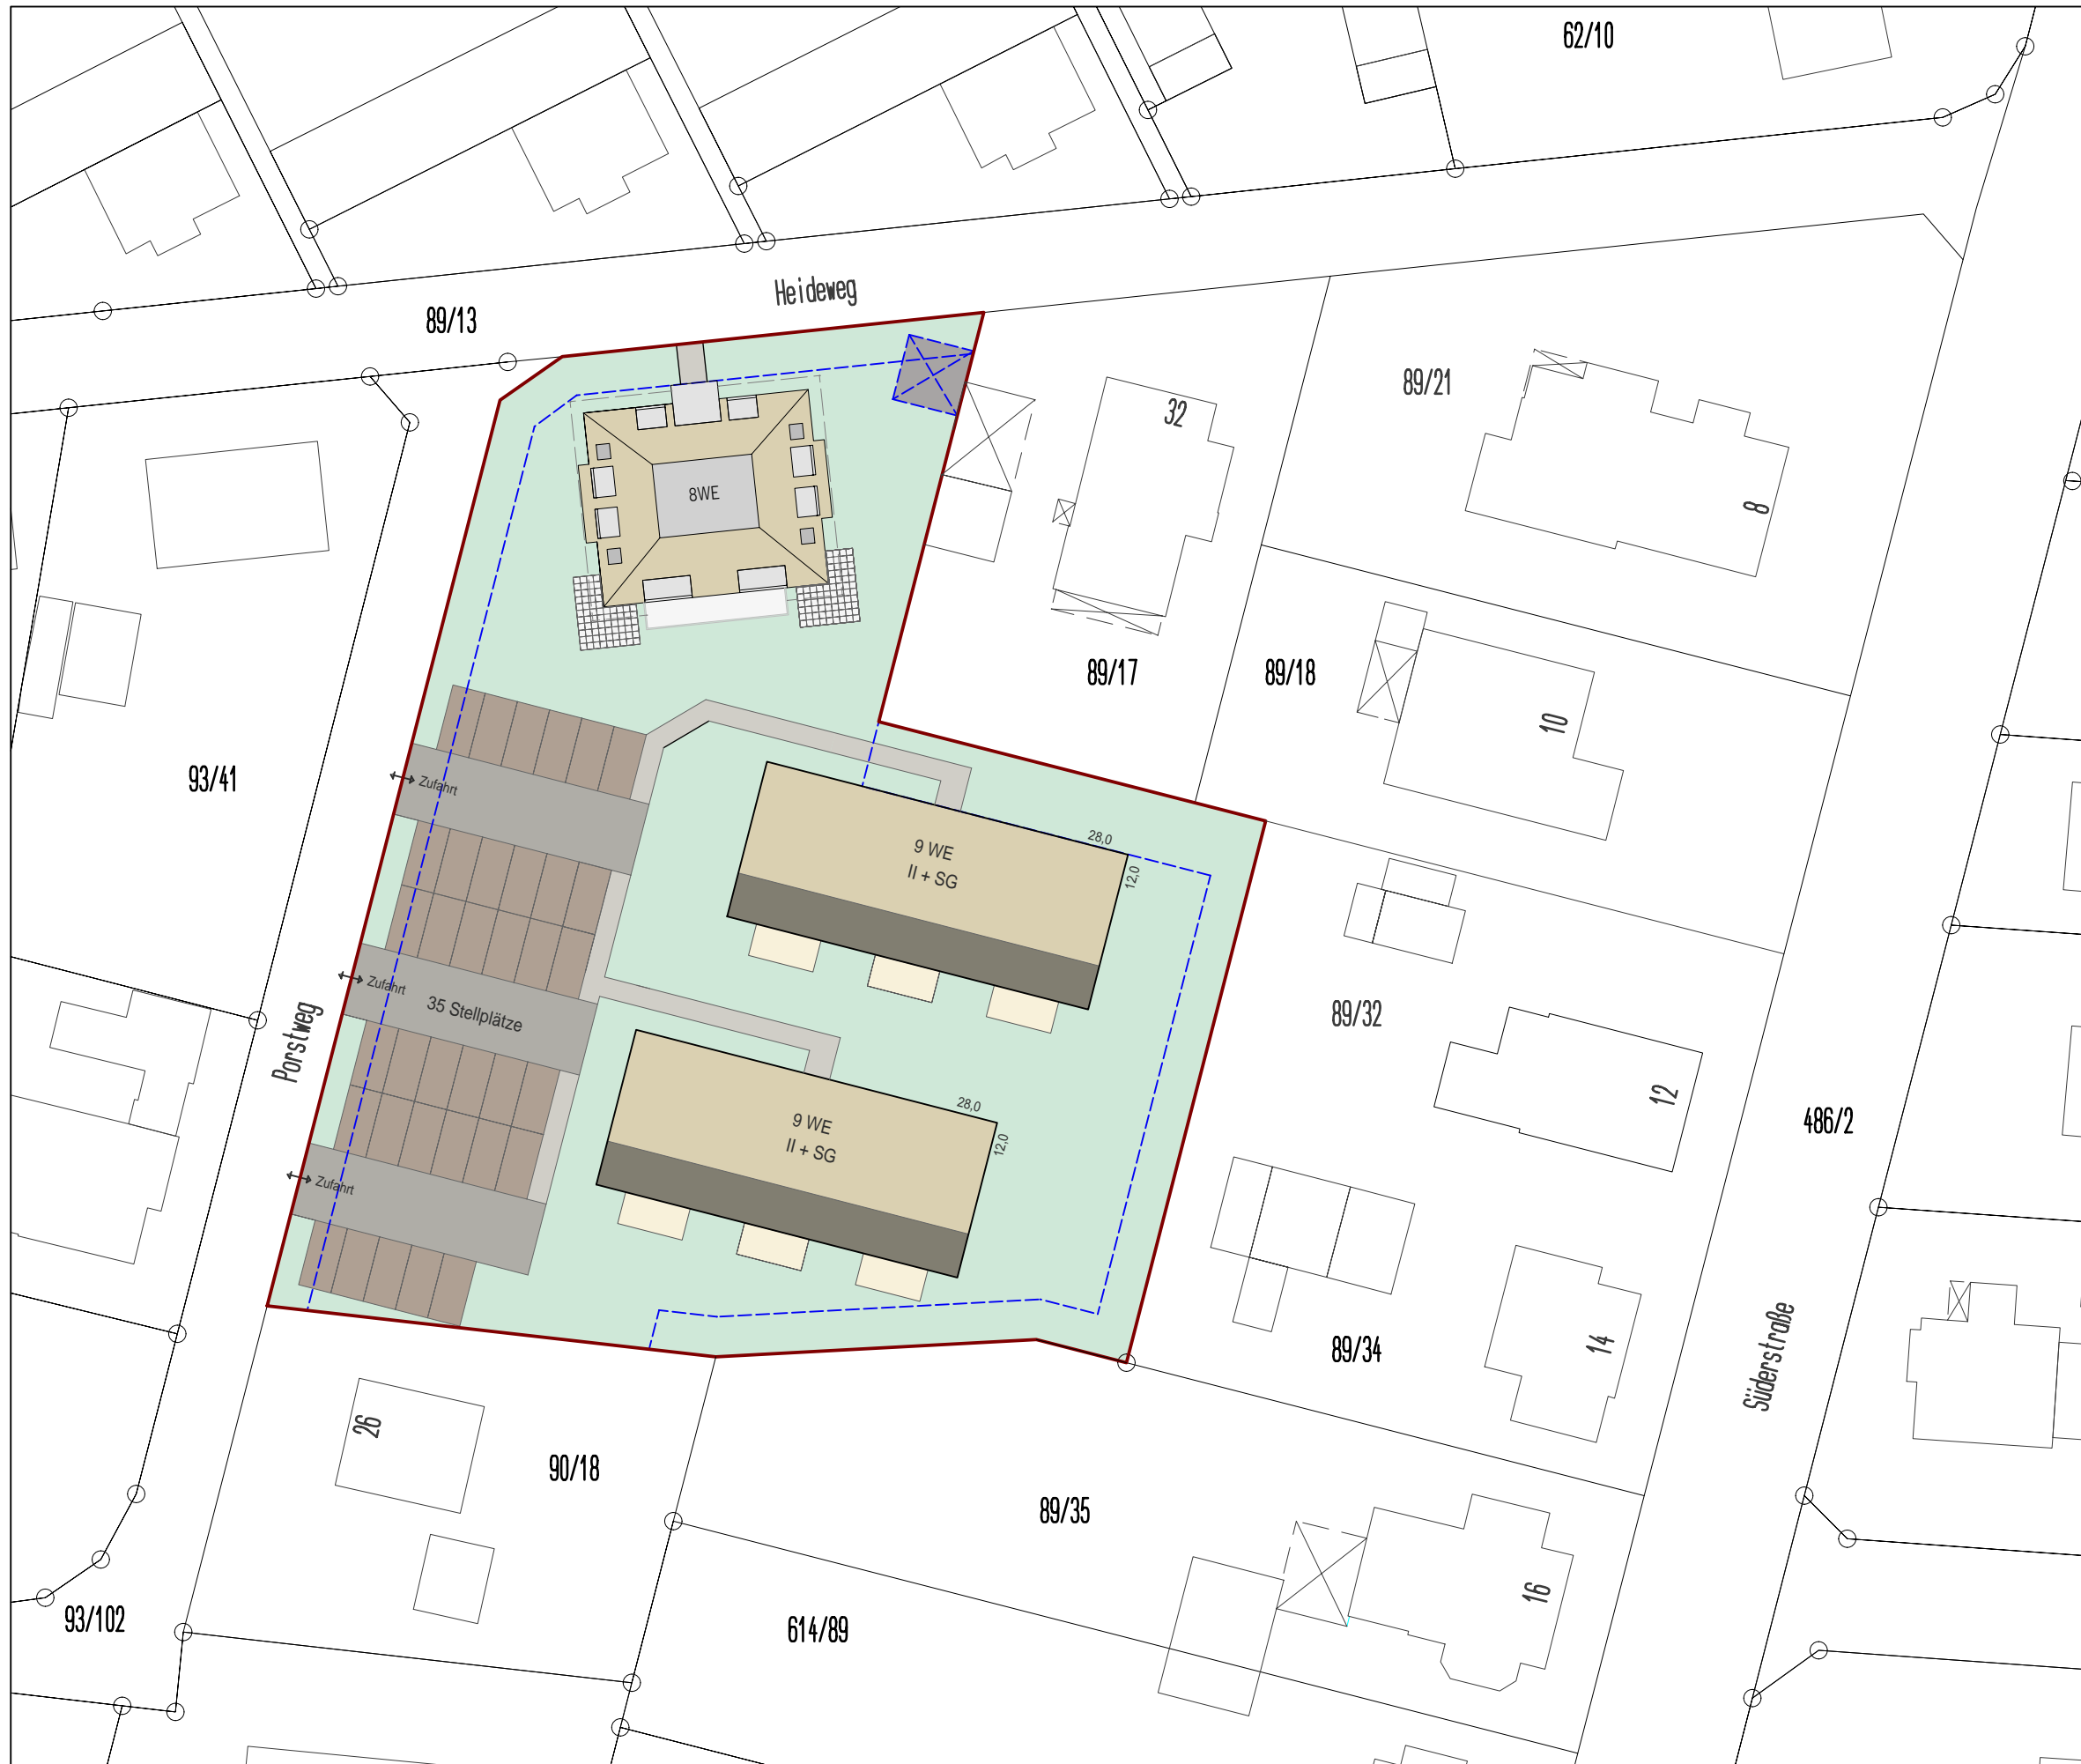 62/10
Heideweg
89/13
32
89/21
8
8WE
89/17
89/18
10
93/41
Zufahrt
28,0
9 WE
II + SG
12,0
Zufahrt
35 Stellplätze
89/32
Porstweg
12
28,0
9 WE
II + SG
12,0
486/2
Zufahrt
89/34
14
Süderstraße
26
90/18
89/35
16
93/102
614/89